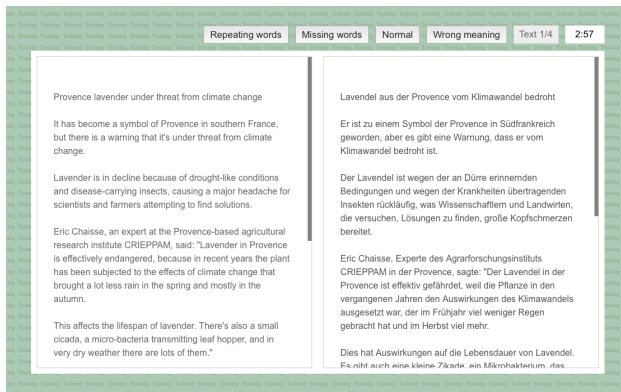 Repeating words
Missing words
Normal
Wrong meaning
Text 1/4
2:57
Provence lavender under threat from climate change
It has become a symbol of Provence in southern France,
but there is a warning that it's under threat from climate
change.
Lavender is in decline because of drought-like conditions
and disease-carrying insects, causing a major headache for
scientists and farmers attempting to find solutions.
Eric Chaisse, an expert at the Provence-based agricultural
research institute CRIEPPAM, said: "Lavender in Provence
is effectively endangered, because in recent years the plant
has been subjected to the effects of climate change that
brought a lot less rain in the spring and mostly in the
autumn.
This affects the lifespan of lavender. There's also a small
cicada, a micro-bacteria transmitting leaf hopper, and in
very dry weather there are lots of them."
Lavendel aus der Provence vom Klimawandel bedroht
Er ist zu einem Symbol der Provence in Südfrankreich
geworden, aber es gibt eine Warnung, dass er vom
Klimawandel bedroht ist.
Der Lavendel ist wegen der an Dürre erinnernden
Bedingungen und wegen der Krankheiten übertragenden
Insekten rückläufig, was Wissenschaftlern und Landwirten,
die versuchen, Lösungen zu finden, große Kopfschmerzen
bereitet.
Eric Chaisse, Experte des Agrarforschungsinstituts
CRIEPPAM in der Provence, sagte: "Der Lavendel in der
Provence ist effektiv gefährdet, weil die Pflanze in den
vergangenen Jahren den Auswirkungen des Klimawandels
ausgesetzt war, der im Frühjahr viel weniger Regen
gebracht hat und im Herbst viel mehr.
Dies hat Auswirkungen auf die Lebensdauer von Lavendel.
Es gibt auch eine kleine Zikade, ein Mikrobakterium, das